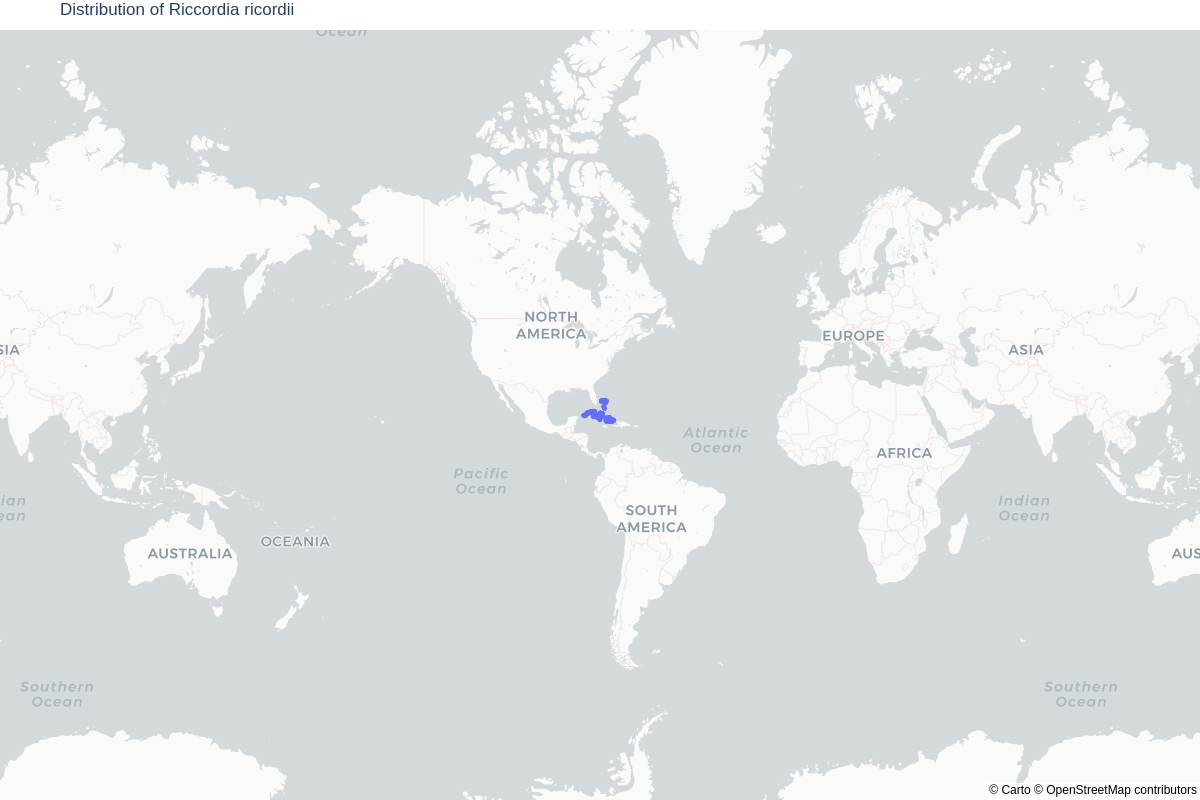 Distribution of Riccordia ricordii
Ocean
NORTH
AMERICA
EUROPE
SIA
ASIA
Atlantic
Ocean
AFRICA
Pacific
Ocean
ian
ean
Indian
Ocean
SOUTH
AMERICA
OCEANIA
AUSTRALIA
AUS
Southern
Ocean
Southern
Ocean
© Carto © OpenStreetMap contributors